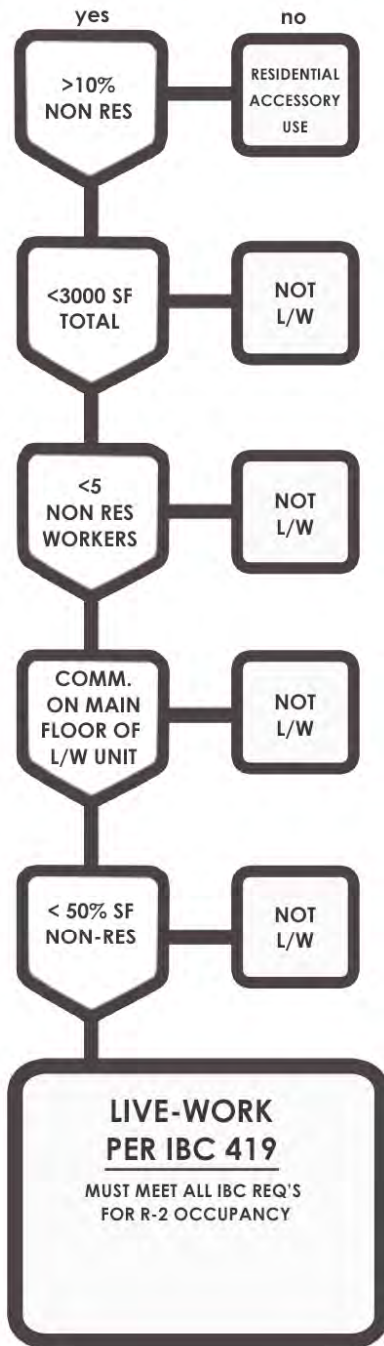 yes no
>10%
NON RES
RESIDENTIAL
ACCESSORY
USE
<3000 SF
TOTAL
NOT
L/W
<5
NON RES
WORKERS
NOT
L/W
COMM.
ON MAIN
FLOOR OF
L/W UNIT
NOT
L/W
< 50% SF
NON-RES
NOT
L/W
LIVE-WORK
PER IBC 419
MUST MEET ALL IBC REQ'S
FOR R-2 OCCUPANCY